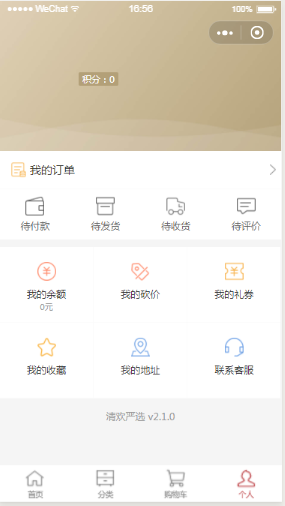 WeChat 16:56 100%
积分：0
我的订单
待付款 待发货 待收货 待评价
我的余额 我的砍价 我的礼券
0元
我的收藏 我的地址 联系客服
清欢严选 v2.1.0
首页 分类 购物车 个人